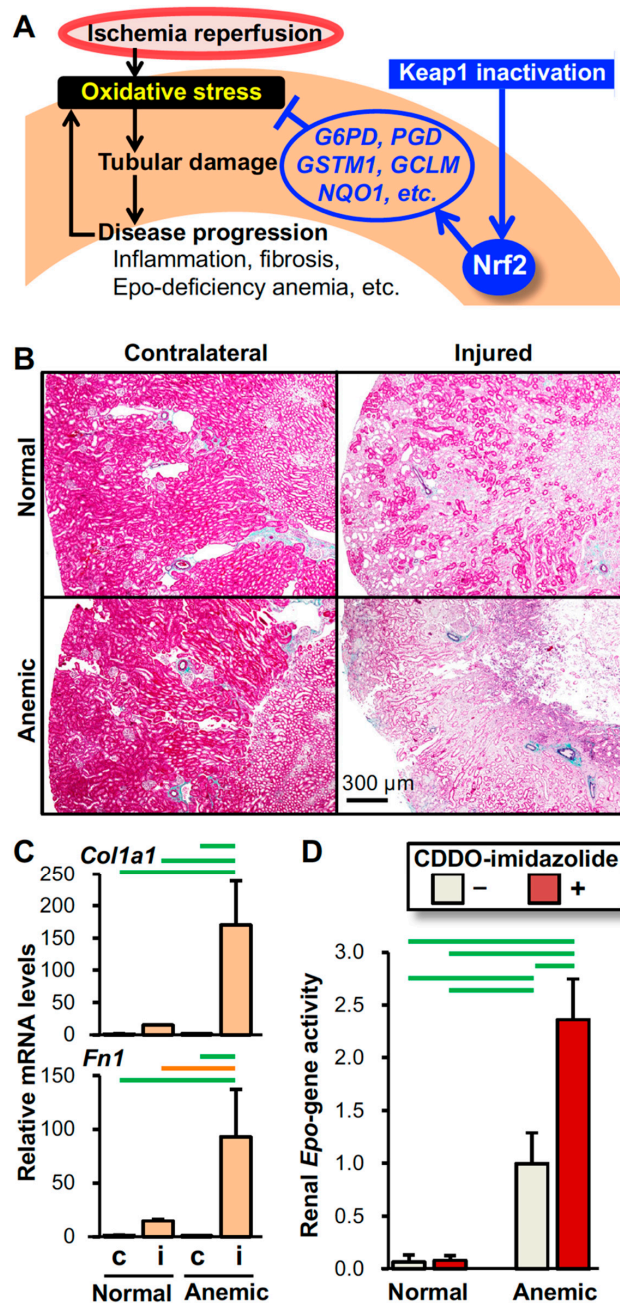 A
Ischemia reperfusion
Keap1 inactivation
Oxidative stress
G6PD, PGD
GSTM1, GCLM
NQO1, etc.
Tubular damage
Disease progression
Inflammation, fibrosis,
Epo-deficiency anemia, etc.
Nrf2
B
Contralateral
Injured
Normal
Anemic
300 µm
C
Col1a1
Relative mRNA levels
250
200
150
100
50
0
Fn1
150
100
50
0
c i c i
Normal Anemic
D
CDDO-imidazolide
– +
Renal Epo-gene activity
3.0
2.5
2.0
1.5
1.0
0.5
0.0
Normal Anemic